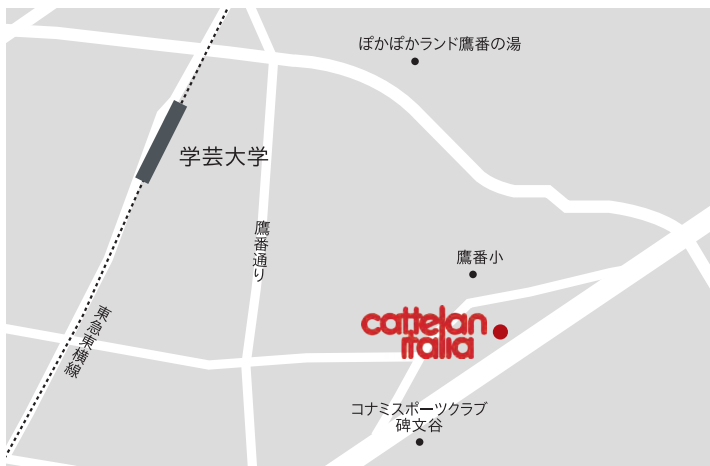 ぽかぽかランド鷹番の湯
学芸大学
鷹番通り
鷹番小
東急東横線
cattelan
italia
コナミスポーツクラブ
碑文谷